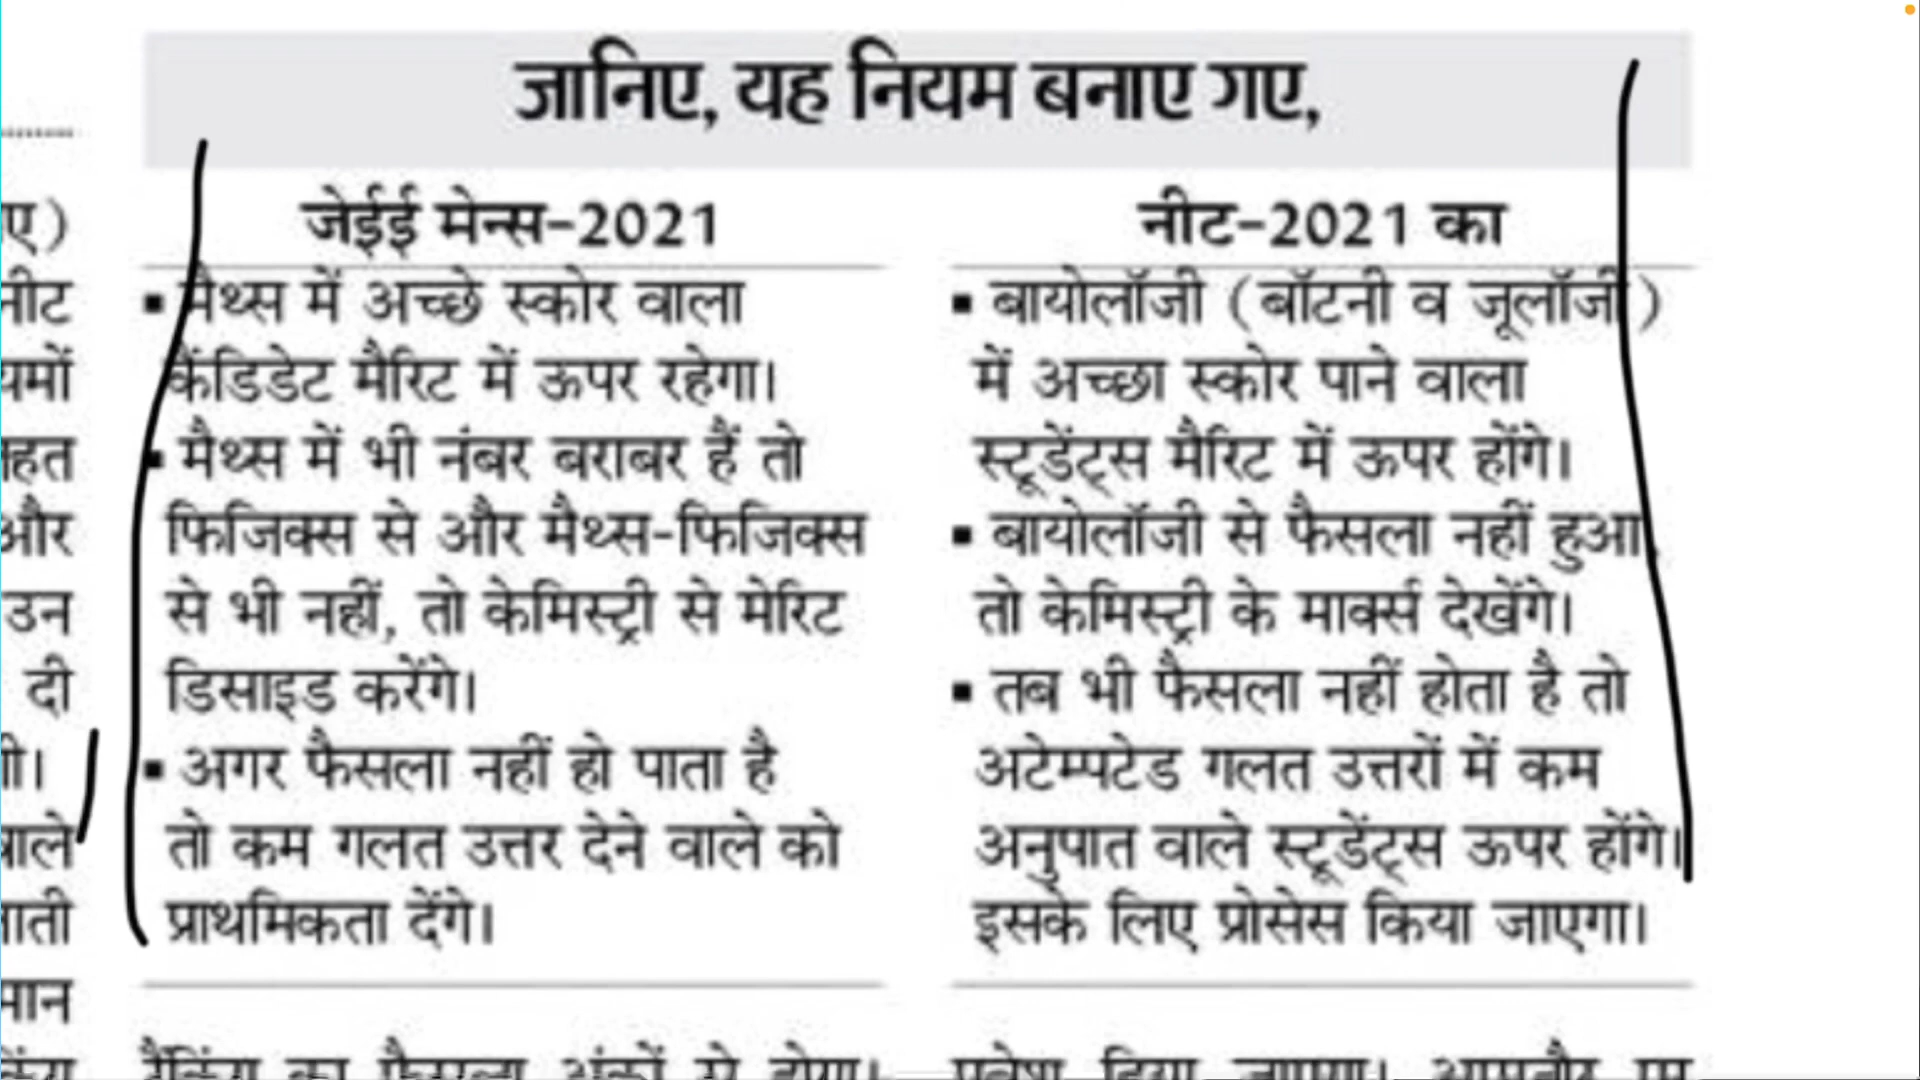 जानिए, यह नियम बनाए गए,
जेईई मेन्स-2021
▪ मैथ्स में अच्छे स्कोर वाला
कैंडिडेट मैरिट में ऊपर रहेगा।
▪ मैथ्स में भी नंबर बराबर हैं तो
फिजिक्स से और मैथ्स-फिजिक्स
से भी नहीं, तो केमिस्ट्री से मेरिट
डिसाइड करेंगे।
▪ अगर फैसला नहीं हो पाता है
तो कम गलत उत्तर देने वाले को
प्राथमिकता देंगे।
नीट-2021 का
▪ बायोलॉजी (बॉटनी व जूलॉजी)
में अच्छा स्कोर पाने वाला
स्टूडेंट्स मैरिट में ऊपर होंगे।
▪ बायोलॉजी से फैसला नहीं हुआ,
तो केमिस्ट्री के मार्क्स देखेंगे।
▪ तब भी फैसला नहीं होता है तो
अटेम्पटेड गलत उत्तरों में कम
अनुपात वाले स्टूडेंट्स ऊपर होंगे।
इसके लिए प्रोसेस किया जाएगा।
और
उन
दी